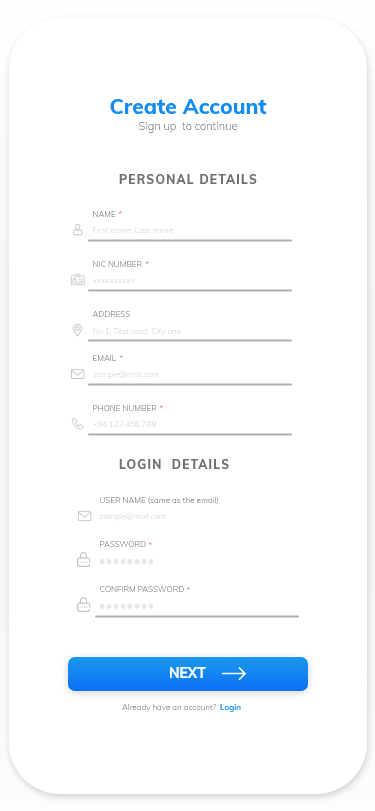 Create Account
Sign up to continue
PERSONAL DETAILS
NAME *
First name, Last name
NIC NUMBER *
xxxxxxxxxv
ADDRESS
No 1, Test road, City one.
EMAIL *
sample@mail.com
PHONE NUMBER *
+94 123 456 789
LOGIN DETAILS
USER NAME (same as the email)
sample@mail.com
PASSWORD *
CONFIRM PASSWORD *
NEXT
Already have an account? Login